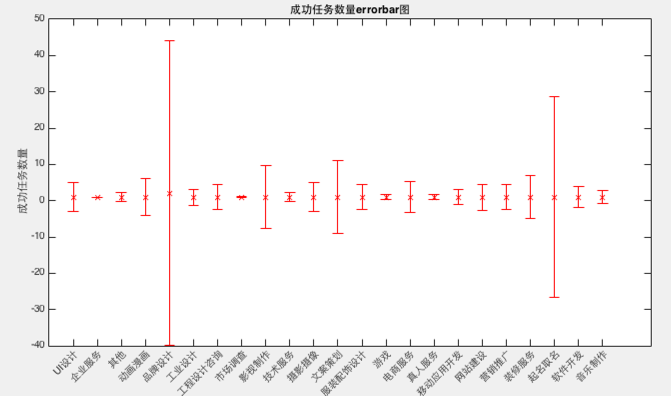 成功任务数量errorbar图
成功任务数量
50
40
30
20
10
0
-10
-20
-30
-40
UI设计
企业服务
其他
动画漫画
品牌设计
工业设计
工程设计咨询
市场调查
影视制作
技术服务
摄影摄像
文案策划
服装配饰设计
游戏
电商服务
真人服务
移动应用开发
网站建设
营销推广
装修服务
起名取名
软件开发
音乐制作